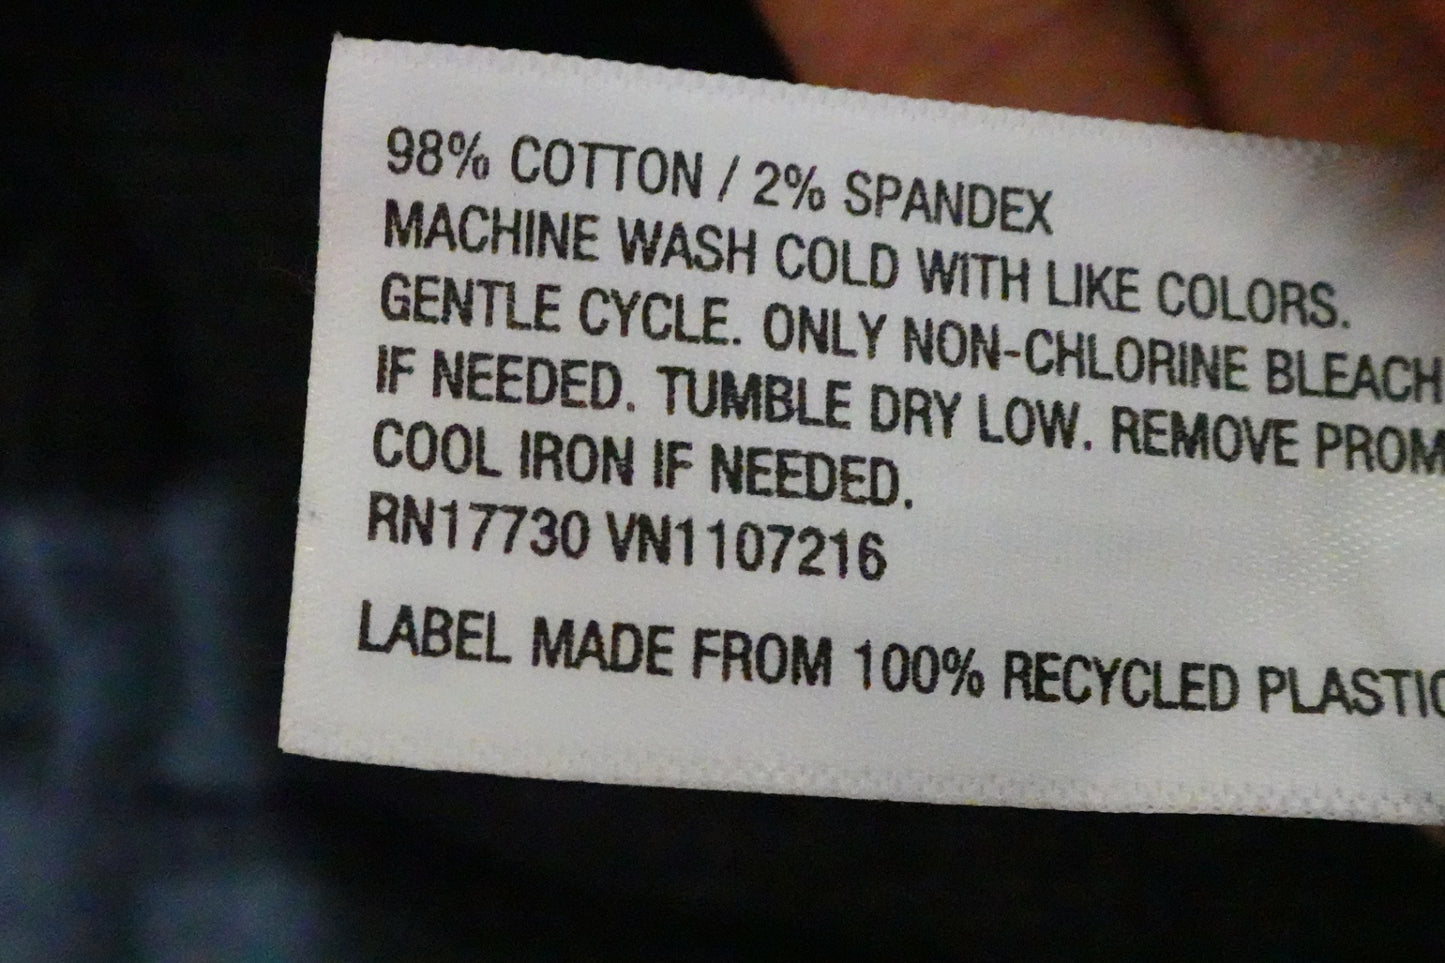 98% COTTON / 2% SPANDEX
MACHINE WASH COLD WITH LIKE COLORS.
GENTLE CYCLE. ONLY NON-CHLORINE BLEACH
IF NEEDED. TUMBLE DRY LOW. REMOVE
COOL IRON IF NEEDED.
RN17730 VN1107216
LABEL MADE FROM 100% RECYCLED PLASTIC